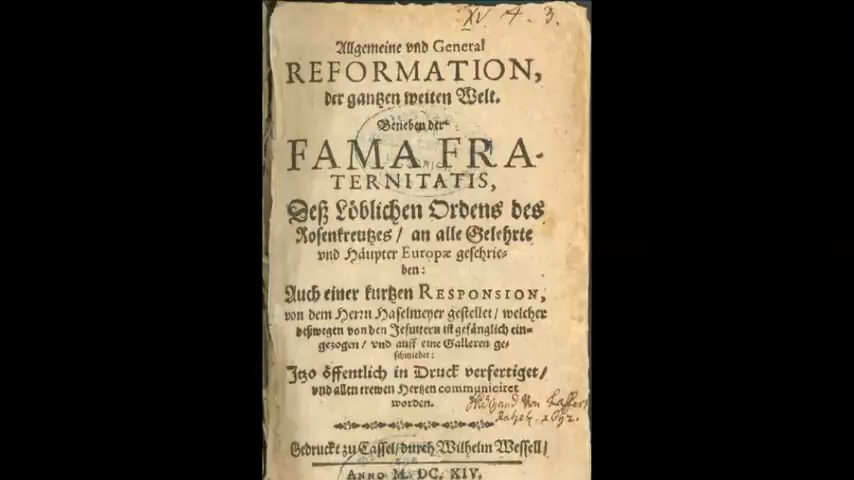 XV. A. 3.
Allgemeine vnd General
REFORMATION,
der gantzen weiten Welt.
Beneben der
FAMA FRA-
TERNITATIS,
Deß Löblichen Ordens des
Rosenkreutzes / an alle Gelehrte
vnd Häupter Europæ geschrie-
ben:
Auch einer kurtzen RESPONSION,
von dem Herrn Haselmeyer gestellet / welcher
deßwegen von den Jesuitern ist gefänglich ein-
gezogen / vnd auff eine Galleren ge-
schmiedet:
Jtzo öffentlich in Druck verfertiget /
vnd allen trewen Hertzen communiciret
worden.
von
Gedruckt zu Cassel / durch Wilhelm Wessell /
ANNO M. DC. XIV.